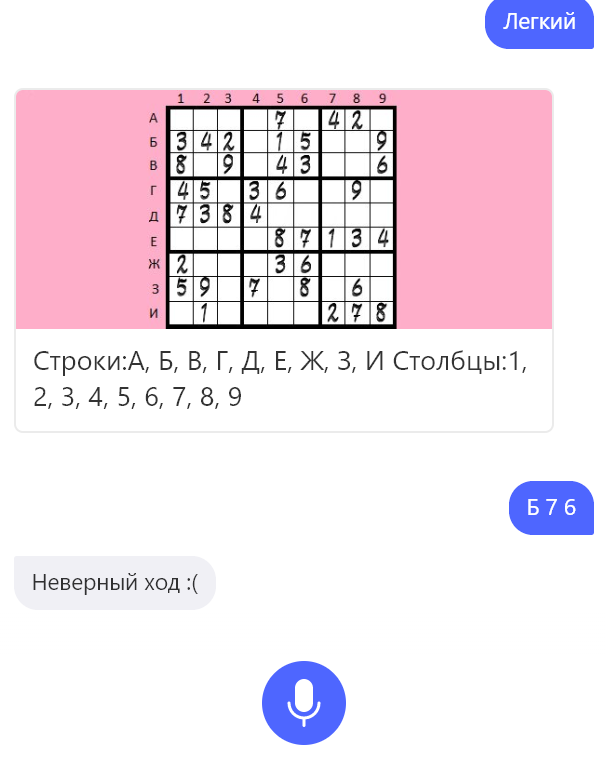 Легкий
1 2 3 4 5 6 7 8 9
А 7 4 2
Б 3 4 2 1 5 9
В 8 9 4 3 6
Г 4 5 3 6 9
Д 7 3 8 4
Е 8 7 1 3 4
Ж 2 3 6
З 5 9 7 8 6
И 1 2 7 8
Строки:А, Б, В, Г, Д, Е, Ж, З, И Столбцы:1,
2, 3, 4, 5, 6, 7, 8, 9
Б 7 6
Неверный ход :(